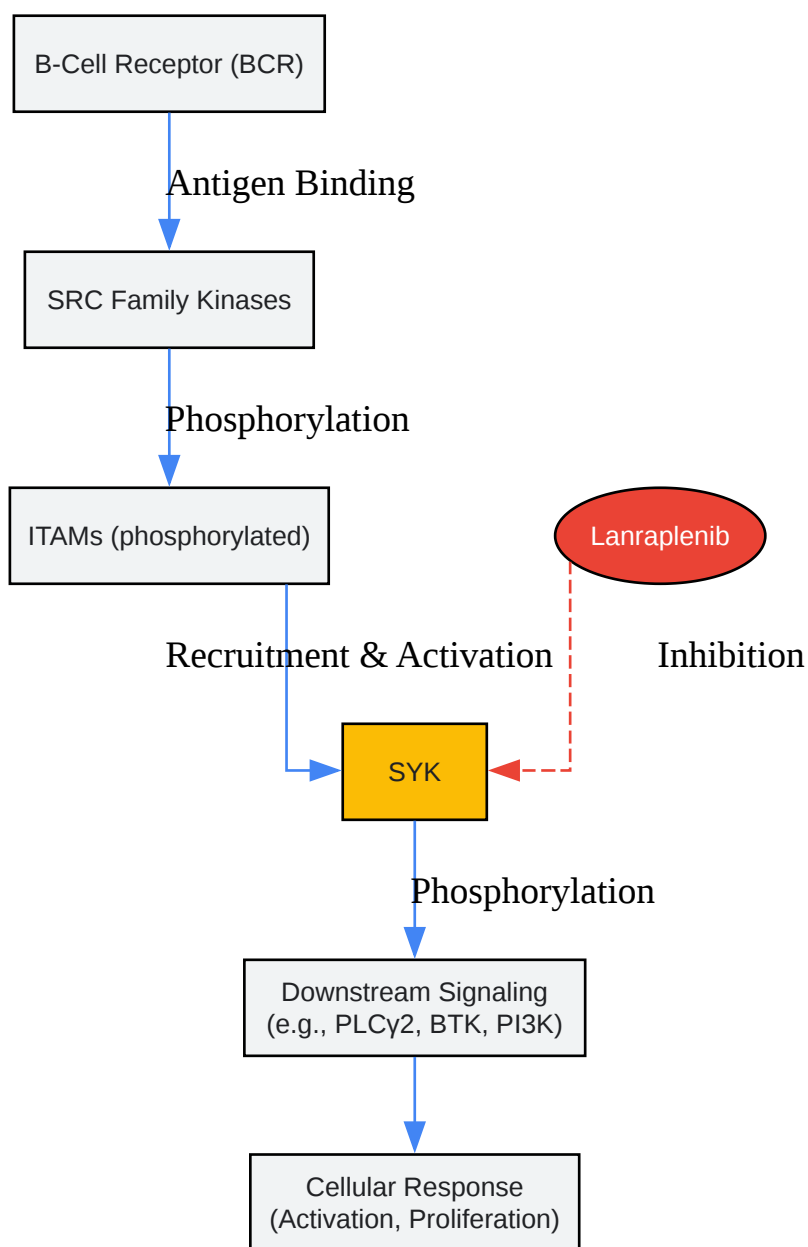 B-Cell Receptor (BCR)
Antigen Binding
SRC Family Kinases
Phosphorylation
ITAMs (phosphorylated)
Lanraplenib
Recruitment & Activation
Inhibition
SYK
Phosphorylation
Downstream Signaling
(e.g., PLCγ2, BTK, PI3K)
Cellular Response
(Activation, Proliferation)